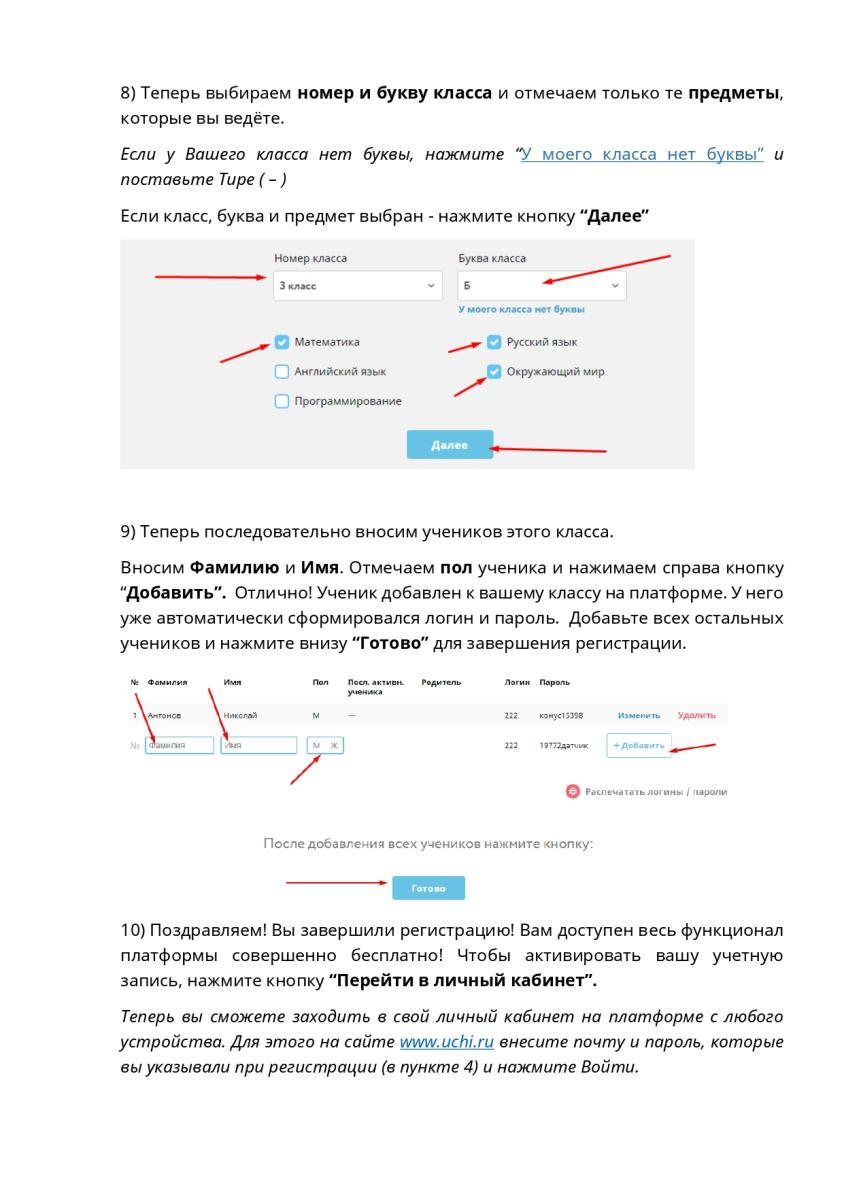 8) Теперь выбираем номер и букву класса и отмечаем только те предметы,
которые вы ведёте.
Если у Вашего класса нет буквы, нажмите “У моего класса нет буквы” и
поставьте Тире ( – )
Если класс, буква и предмет выбран - нажмите кнопку “Далее”
Номер класса Буква класса
3 класс Б
У моего класса нет буквы
Математика Русский язык
Английский язык Окружающий мир
Программирование
Далее
9) Теперь последовательно вносим учеников этого класса.
Вносим Фамилию и Имя. Отмечаем пол ученика и нажимаем справа кнопку
“Добавить”. Отлично! Ученик добавлен к вашему классу на платформе. У него
уже автоматически сформировался логин и пароль. Добавьте всех остальных
учеников и нажмите внизу “Готово” для завершения регистрации.
№ Фамилия Имя Пол Посл. активн. Родитель Логин Пароль
ученика
1 Антонов Николай М — 222 конус15398 Изменить Удалить
№ Фамилия Имя М Ж 222 19772датчик + Добавить
Распечатать логины / пароли
После добавления всех учеников нажмите кнопку:
Готово
10) Поздравляем! Вы завершили регистрацию! Вам доступен весь функционал
платформы совершенно бесплатно! Чтобы активировать вашу учетную
запись, нажмите кнопку “Перейти в личный кабинет”.
Теперь вы сможете заходить в свой личный кабинет на платформе с любого
устройства. Для этого на сайте www.uchi.ru внесите почту и пароль, которые
вы указывали при регистрации (в пункте 4) и нажмите Войти.